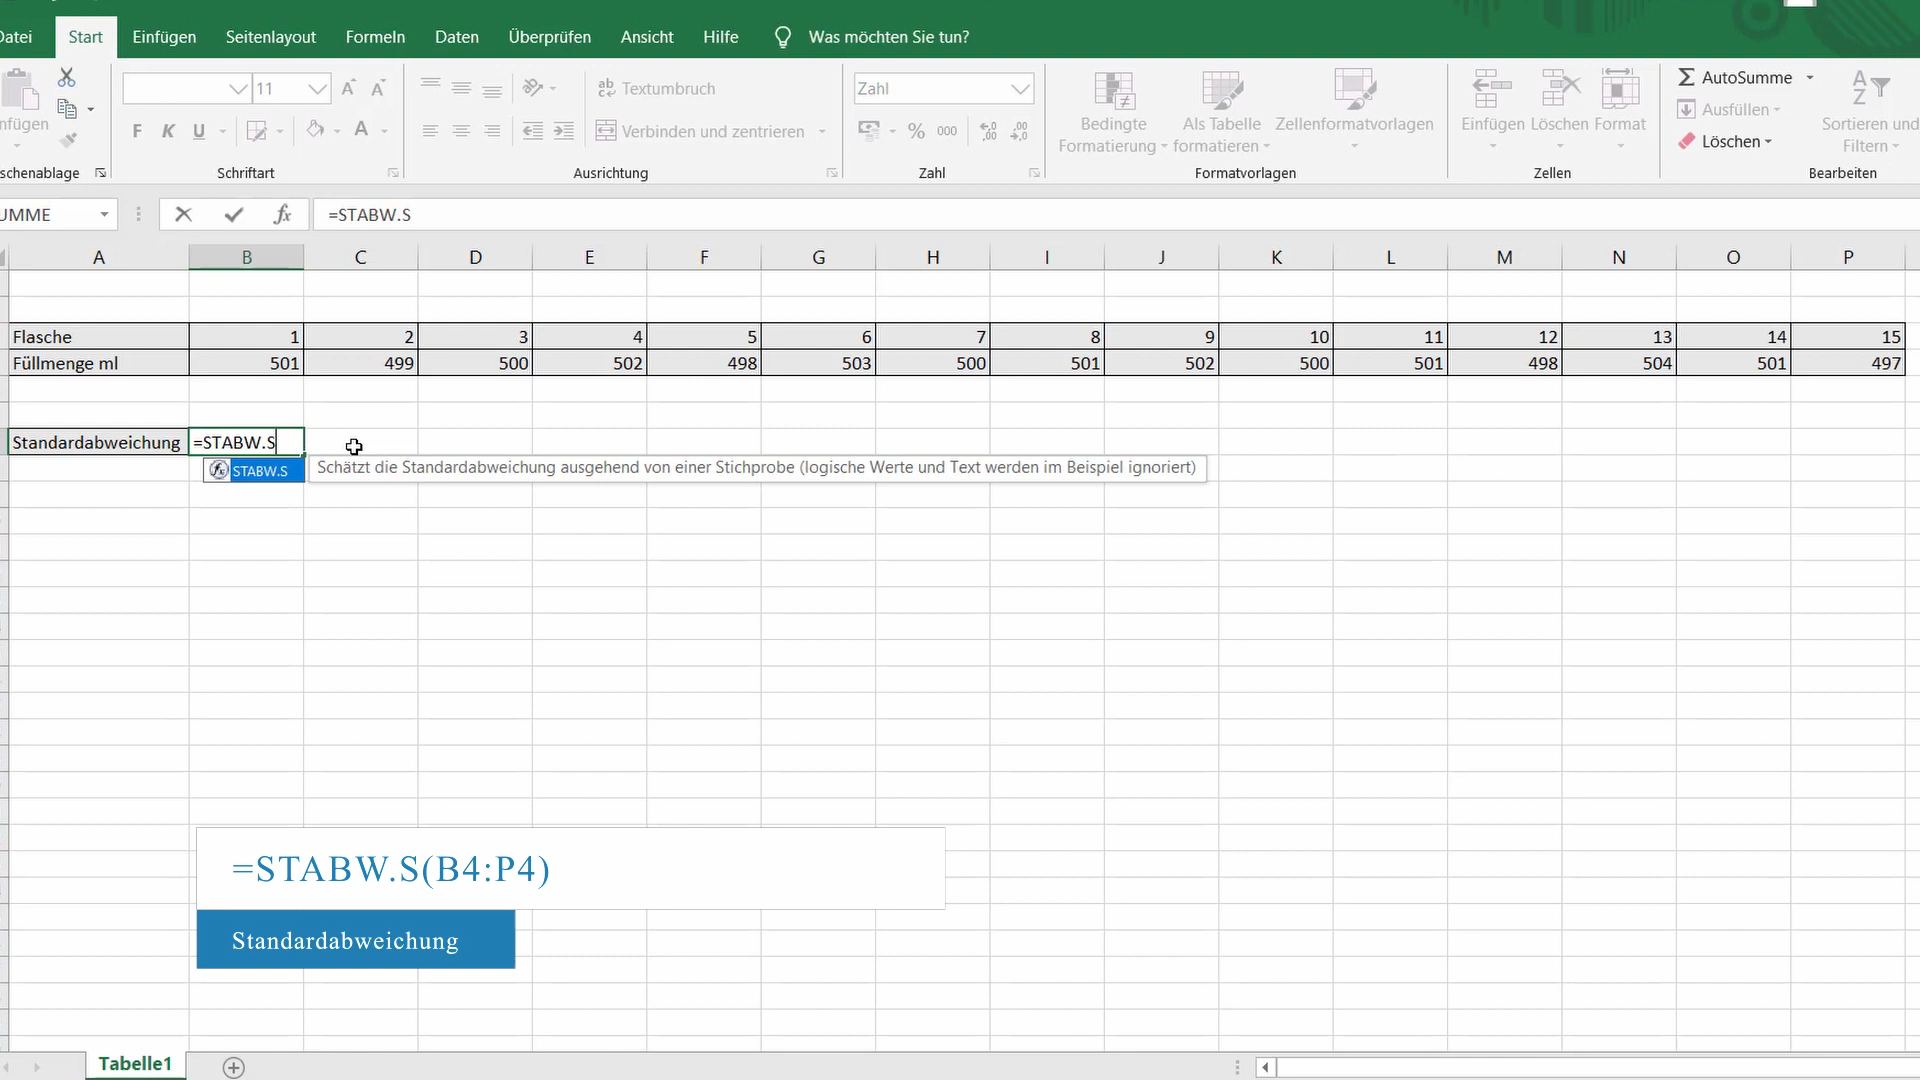 Datei Start Einfügen Seitenlayout Formeln Daten Überprüfen Ansicht Hilfe Was möchten Sie tun?
11 Textumbruch Zahl AutoSumme
Ausfüllen
Löschen
F K U A Verbinden und zentrieren % 000
Bedingte Formatierung
Als Tabelle formatieren
Zellenformatvorlagen
Einfügen Löschen Format
Sortieren und
Filtern
nfügen
schenablage Schriftart Ausrichtung Zahl Formatvorlagen Zellen Bearbeiten
UMME fx =STABW.S
A B C D E F G H I J K L M N O P
Flasche 1 2 3 4 5 6 7 8 9 10 11 12 13 14 15
Füllmenge ml 501 499 500 502 498 503 500 501 502 500 501 498 504 501 497
Standardabweichung =STABW.S
STABW.S Schätzt die Standardabweichung ausgehend von einer Stichprobe (logische Werte und Text werden im Beispiel ignoriert)
=STABW.S(B4:P4)
Standardabweichung
Tabelle1